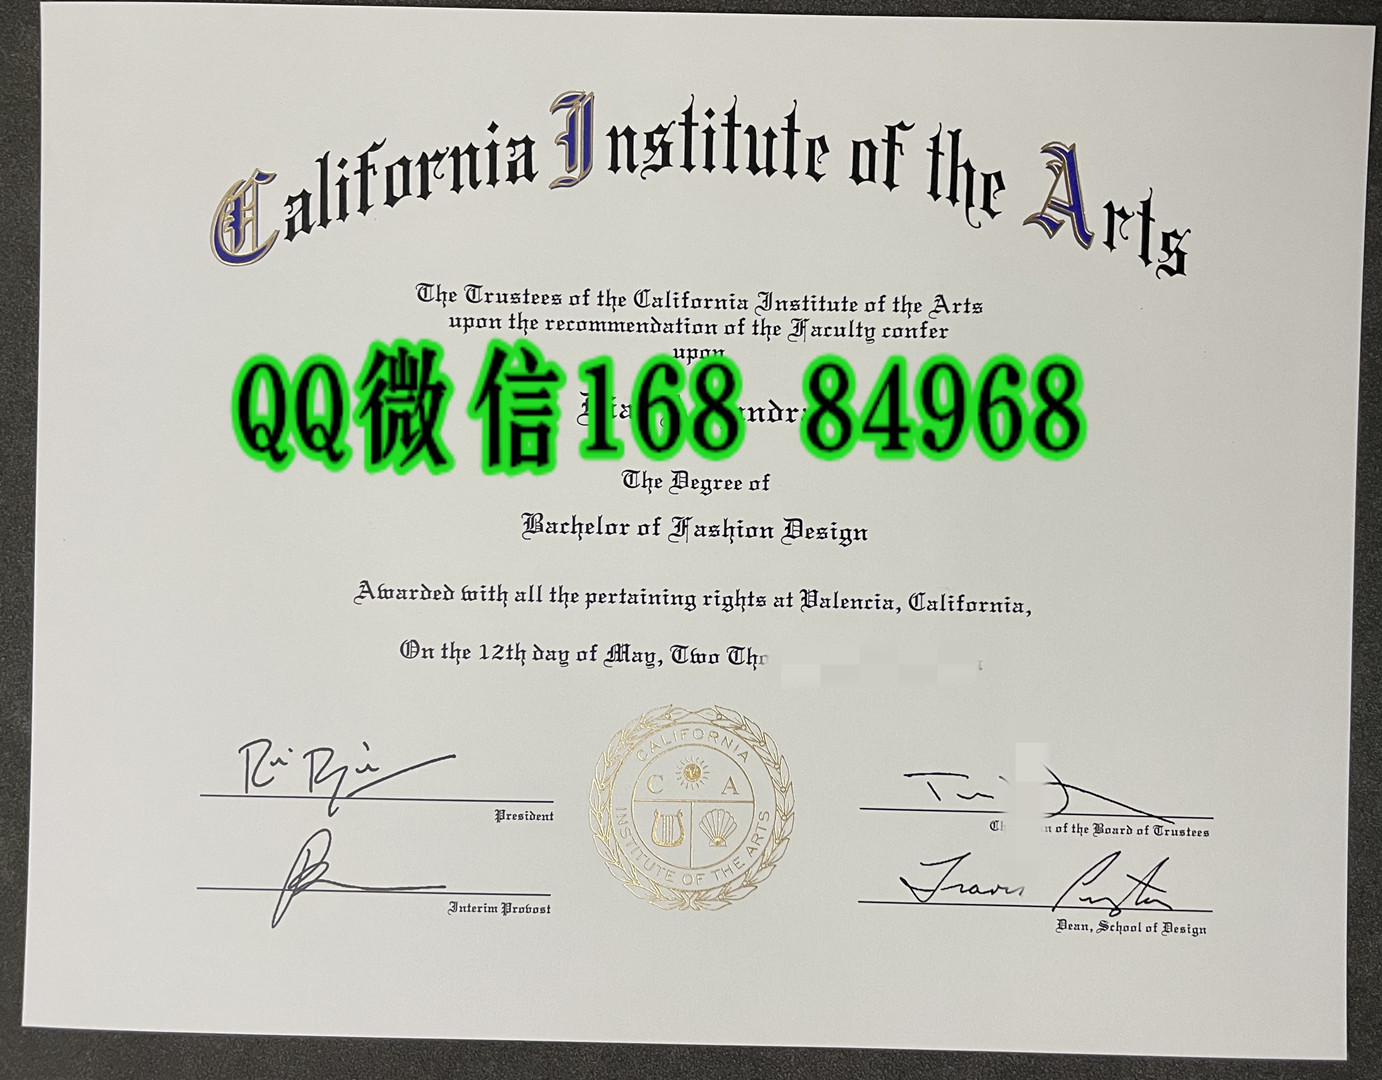 California Institute of the Arts
The Trustees of the California Institute of the Arts
upon the recommendation of the Faculty confer
upon
QQ微信168 84968
The Degree of
Bachelor of Fashion Design
Awarded with all the pertaining rights at Valencia, California,
On the 12th day of May, Two
President
of the Board of Trustees
Interim Provost
Travis
Dean, School of Design
CALIFORNIA
C A
INSTITUTE OF THE ARTS